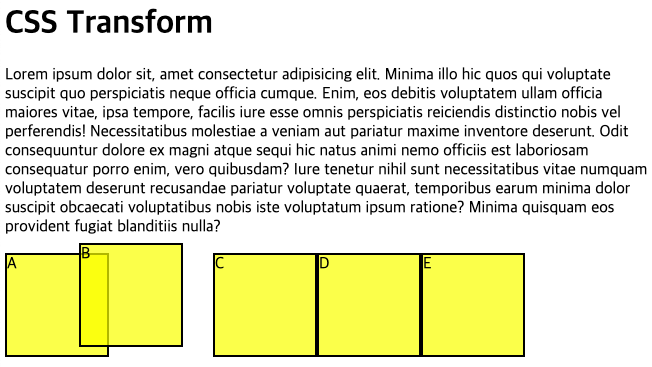 CSS Transform
Lorem ipsum dolor sit, amet consectetur adipisicing elit. Minima illo hic quos qui voluptate
suscipit quo perspiciatis neque officia cumque. Enim, eos debitis voluptatem ullam officia
maiores vitae, ipsa tempore, facilis iure esse omnis perspiciatis reiciendis distinctio nobis vel
perferendis! Necessitatibus molestiae a veniam aut pariatur maxime inventore deserunt. Odit
consequuntur dolore ex magni atque sequi hic natus animi nemo officiis est laboriosam
consequatur porro enim, vero quibusdam? Iure tenetur nihil sunt necessitatibus vitae numquam
voluptatem deserunt recusandae pariatur voluptate quaerat, temporibus earum minima dolor
suscipit obcaecati voluptatibus nobis iste voluptatum ipsum ratione? Minima quisquam eos
provident fugiat blanditiis nulla?
A
B
C
D
E